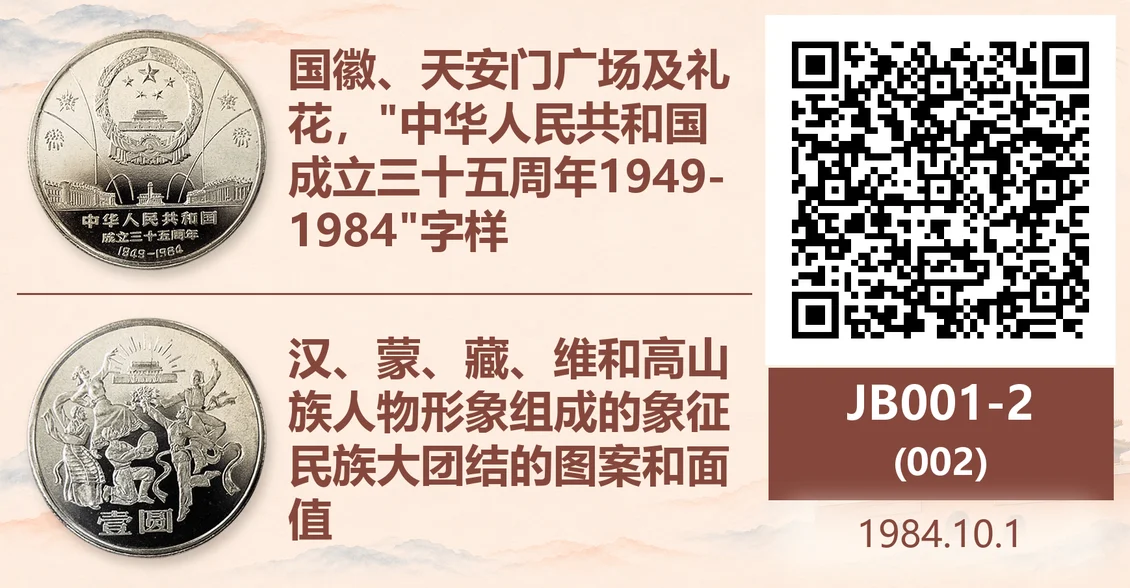 中华人民共和国
成立三十五周年
1949-1984
国徽、天安门广场及礼
花，"中华人民共和国
成立三十五周年1949-
1984"字样
壹圆
汉、蒙、藏、维和高山
族人物形象组成的象征
民族大团结的图案和面
值
JB001-2
(002)
1984.10.1